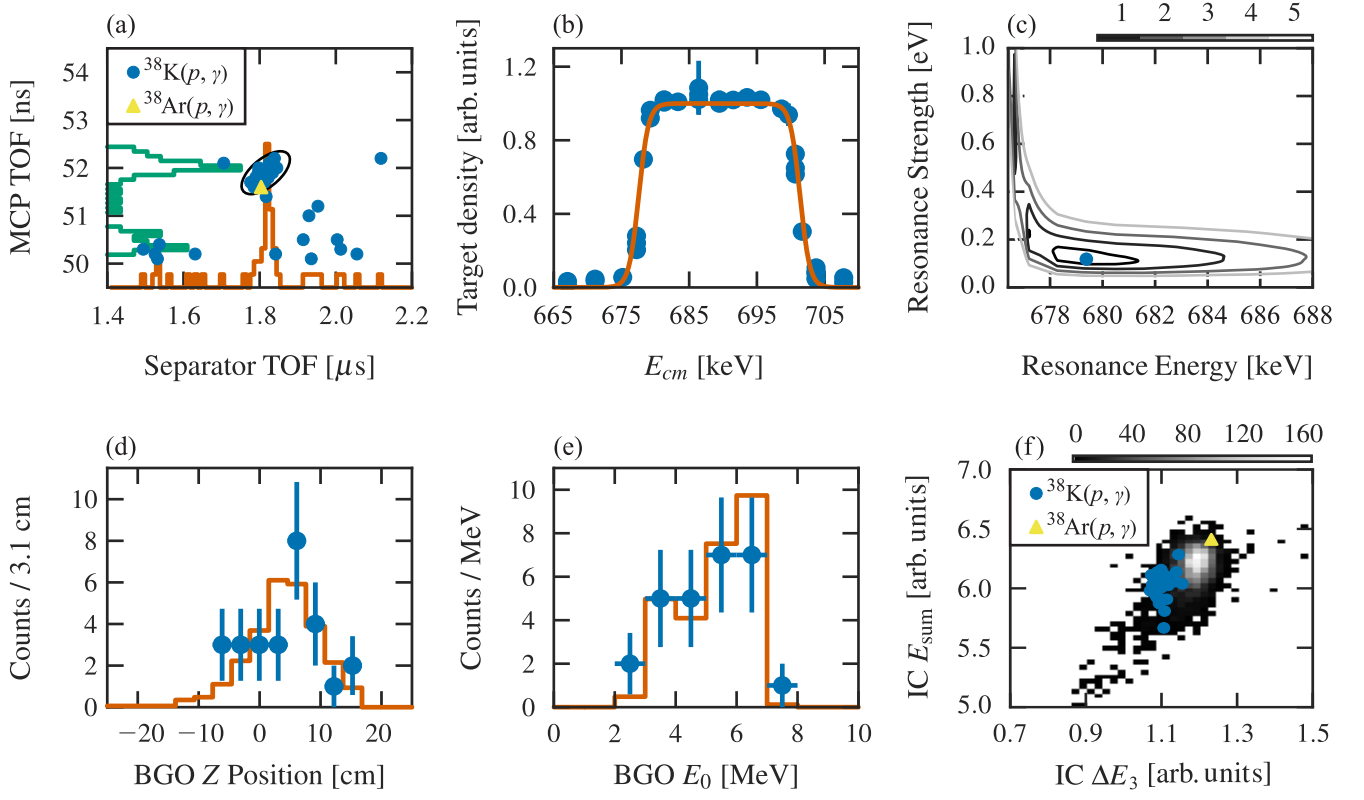 (a)
MCP TOF [ns]
54
53
52
51
50
³⁸K(p, γ)
³⁸Ar(p, γ)
1.4 1.6 1.8 2.0 2.2
Separator TOF [μs]
(b)
Target density [arb. units]
1.2
0.8
0.4
0.0
665 675 685 695 705
E_cm [keV]
(c)
1 2 3 4 5
Resonance Strength [eV]
1.0
0.8
0.6
0.4
0.2
0.0
678 680 682 684 686 688
Resonance Energy [keV]
(d)
Counts / 3.1 cm
10
8
6
4
2
0
−20 −10 0 10 20
BGO Z Position [cm]
(e)
Counts / MeV
10
8
6
4
2
0
0 2 4 6 8 10
BGO E₀ [MeV]
(f)
0 40 80 120 160
IC E_sum [arb. units]
7.0
6.5
6.0
5.5
5.0
³⁸K(p, γ)
³⁸Ar(p, γ)
0.7 0.9 1.1 1.3 1.5
IC ΔE₃ [arb. units]